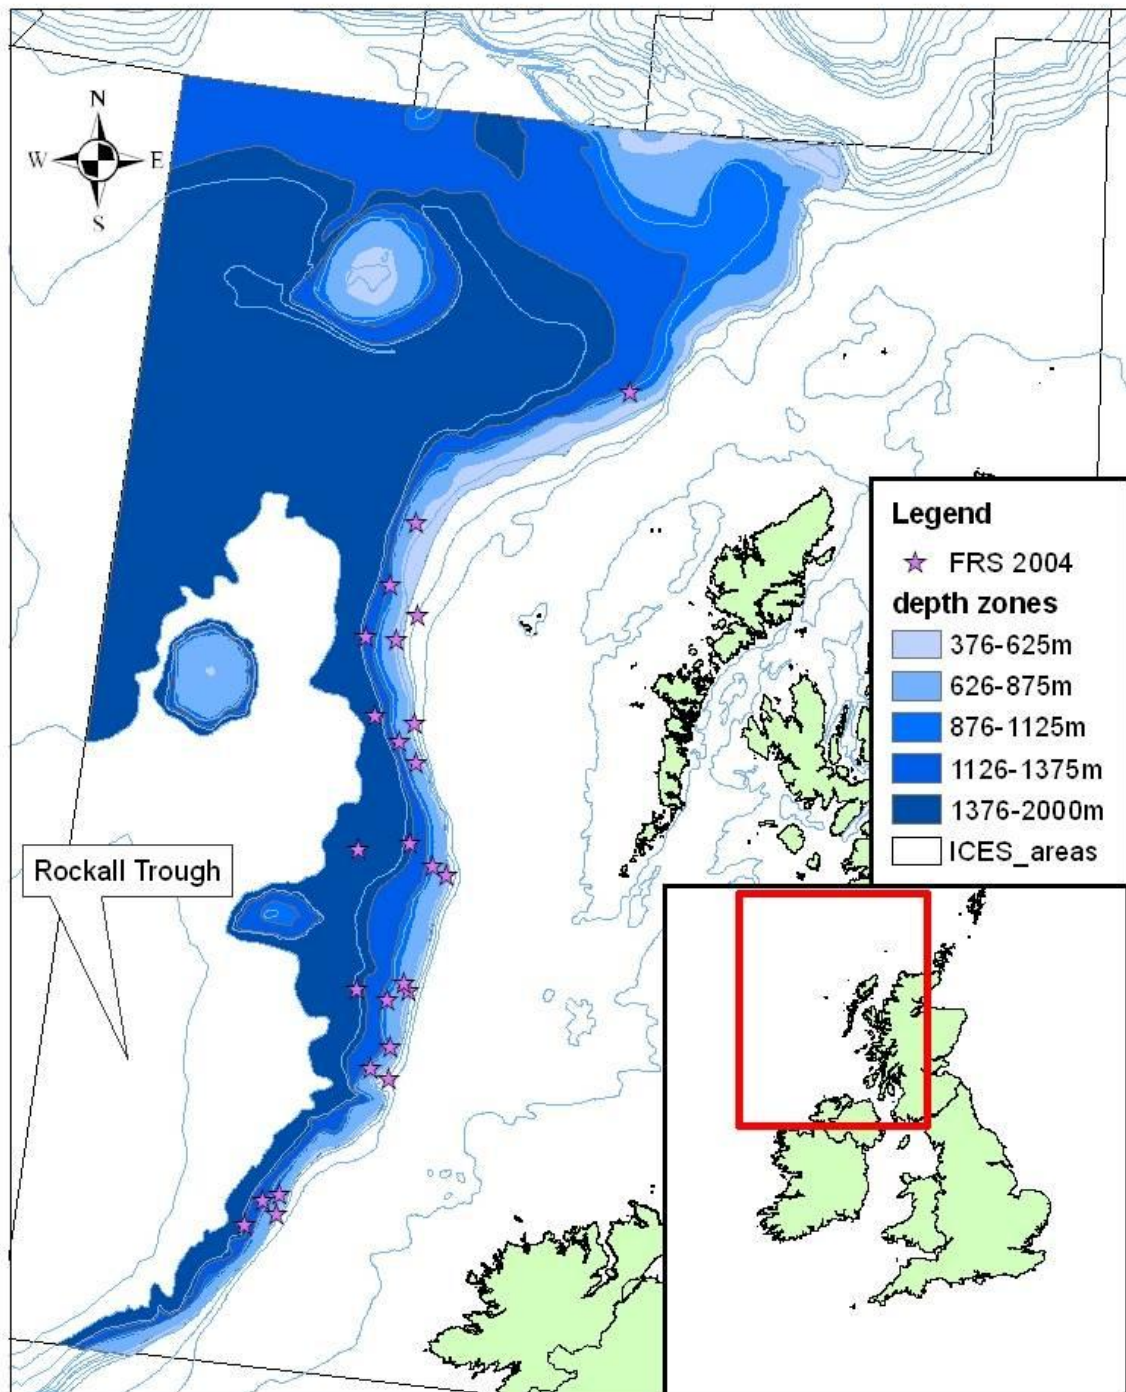 N
W E
S
Legend
FRS 2004
depth zones
376-625m
626-875m
876-1125m
1126-1375m
1376-2000m
ICES_areas
Rockall Trough